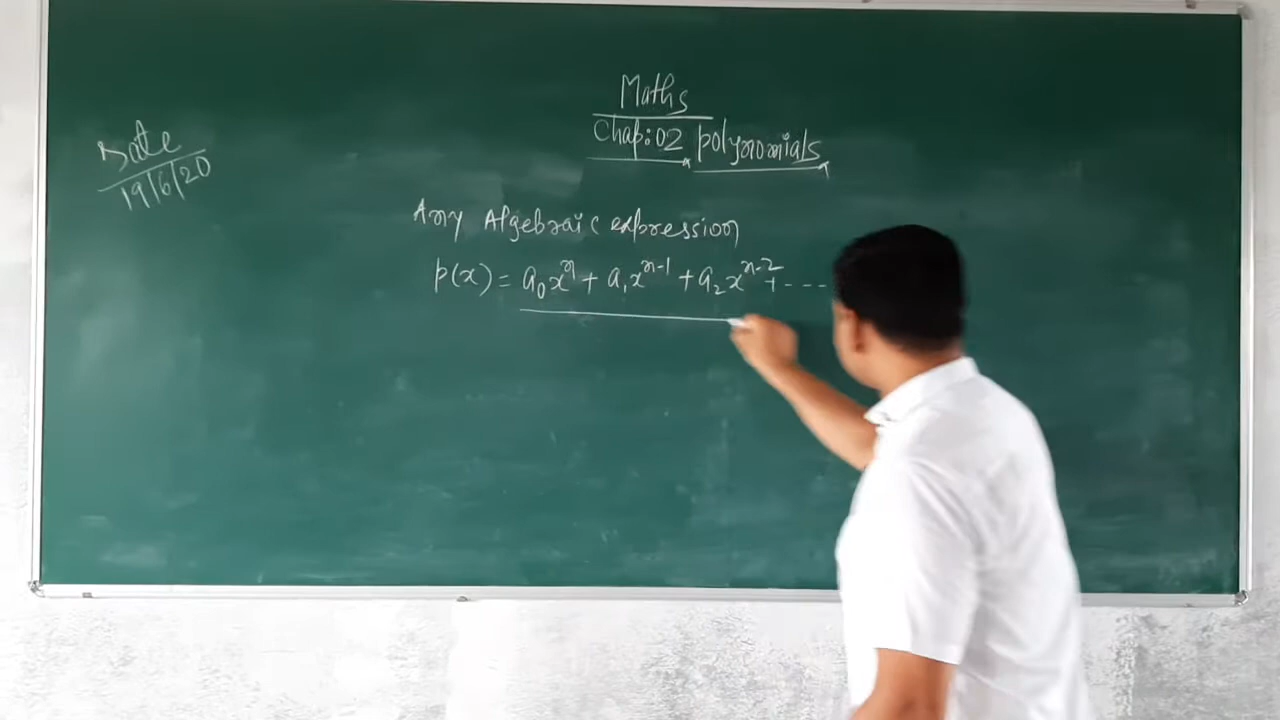 Maths
Chap:02 polynomials
Date
19/6/20
Any Algebraic expression
p(x) = a₀xⁿ + a₁xⁿ⁻¹ + a₂xⁿ⁻² + - - -